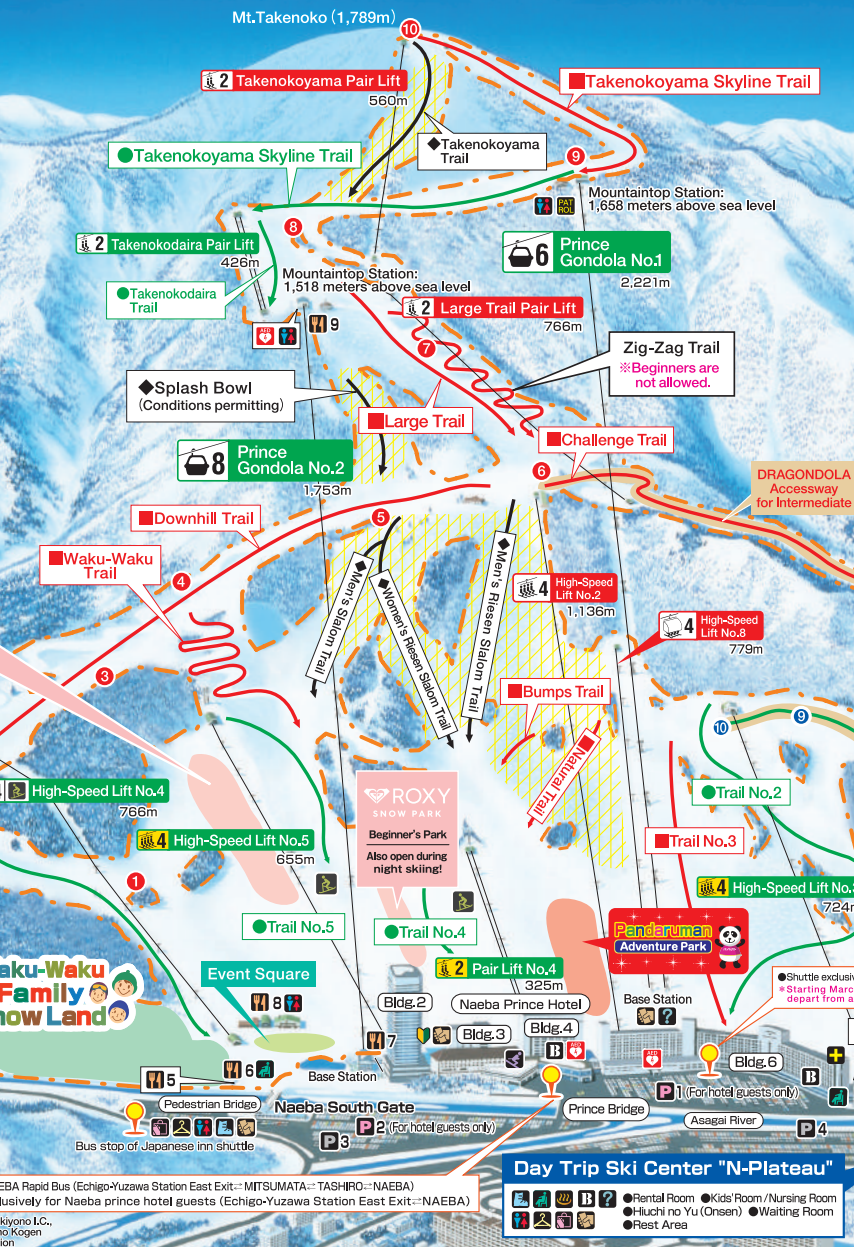 Mt.Takenoko (1,789m)
10
2 Takenokoyama Pair Lift
560m
■Takenokoyama Skyline Trail
◆Takenokoyama
Trail
●Takenokoyama Skyline Trail
9
PAT
ROL
Mountaintop Station:
1,658 meters above sea level
8
2 Takenokodaira Pair Lift
426m
6 Prince
Gondola No.1
2,221m
●Takenokodaira
Trail
Mountaintop Station:
1,518 meters above sea level
AED
9
2 Large Trail Pair Lift
766m
7
Zig-Zag Trail
※Beginners are
not allowed.
◆Splash Bowl
(Conditions permitting)
■Large Trail
■Challenge Trail
8 Prince
Gondola No.2
1,753m
6
DRAGONDOLA
Accessway
for Intermediate
■Downhill Trail
5
■Waku-Waku
Trail
4
◆Men's Slalom Trail
◆Women's Riesen Slalom Trail
◆Men's Riesen Slalom Trail
4 High-Speed
Lift No.2
1,136m
4 High-Speed
Lift No.8
779m
3
■Bumps Trail
■Natural Trail
10
9
4 High-Speed Lift No.4
766m
ROXY
SNOW PARK
Beginner's Park
Also open during
night skiing!
●Trail No.2
4 High-Speed Lift No.5
655m
■Trail No.3
1
4 High-Speed Lift No.3
724m
●Trail No.5
●Trail No.4
Pandaruman
Adventure Park
2 Pair Lift No.4
325m
aku-Waku
Family
now Land
Event Square
8
Bldg.2
Naeba Prince Hotel
Base Station
?
●Shuttle exclusiv
※Starting Marc
depart from a
7
Bldg.3
Bldg.4
B
AED
AED
Bldg.6
B
5
6
Base Station
P1 (For hotel guests only)
Pedestrian Bridge
Naeba South Gate
Prince Bridge
Asagai River
Bus stop of Japanese inn shuttle
P3
P2 (For hotel guests only)
P4
EBA Rapid Bus (Echigo-Yuzawa Station East Exit⇄MITSUMATA⇄TASHIRO⇄NAEBA)
lusively for Naeba prince hotel guests (Echigo-Yuzawa Station East Exit⇄NAEBA)
kiyono I.C.,
no Kogen
tion
Day Trip Ski Center "N-Plateau"
B ? ●Rental Room ●Kids'Room/Nursing Room
●Hiuchi no Yu (Onsen) ●Waiting Room
●Rest Area